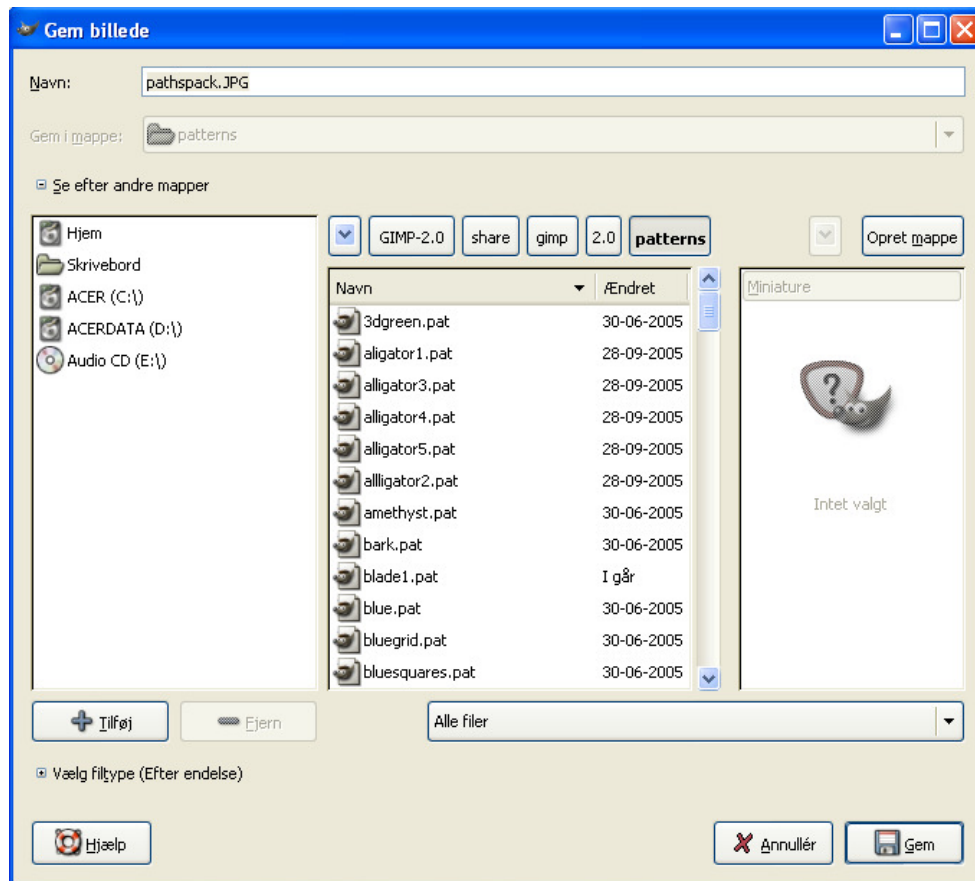 Gem billede
Navn: pathspack.JPG
Gem i mappe: patterns
Se efter andre mapper
Hjem
Skrivebord
ACER (C:\)
ACERDATA (D:\)
Audio CD (E:\)
GIMP-2.0 share gimp 2.0 patterns Opret mappe
Navn Ændret
3dgreen.pat 30-06-2005
aligator1.pat 28-09-2005
alligator3.pat 28-09-2005
alligator4.pat 28-09-2005
alligator5.pat 28-09-2005
allligator2.pat 28-09-2005
amethyst.pat 30-06-2005
bark.pat 30-06-2005
blade1.pat I går
blue.pat 30-06-2005
bluegrid.pat 30-06-2005
bluesquares.pat 30-06-2005
Miniature
Intet valgt
Tilføj Fjern Alle filer
Vælg filtype (Efter endelse)
Hjælp Annullér Gem